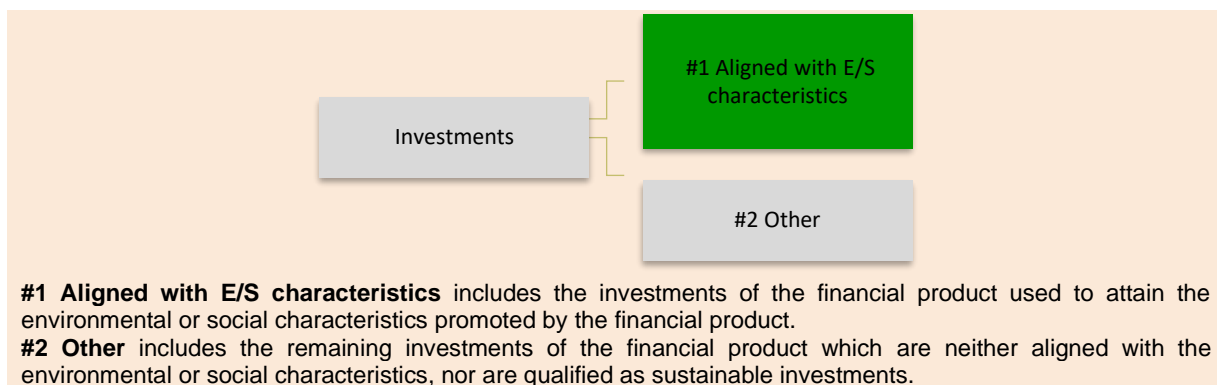 #1 Aligned with E/S
characteristics
Investments
#2 Other
#1 Aligned with E/S characteristics includes the investments of the financial product used to attain the
environmental or social characteristics promoted by the financial product.
#2 Other includes the remaining investments of the financial product which are neither aligned with the
environmental or social characteristics, nor are qualified as sustainable investments.